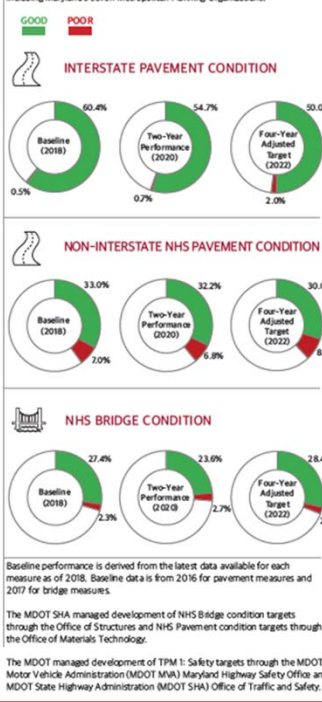 GOOD POOR
INTERSTATE PAVEMENT CONDITION
60.4% 54.7% 50.0
Baseline
(2018)
Two-Year
Performance
(2020)
Four-Year
Adjusted
Target
(2022)
0.5% 0.7% 2.0%
NON-INTERSTATE NHS PAVEMENT CONDITION
33.0% 32.2% 30.
Baseline
(2018)
Two-Year
Performance
(2020)
Four-Year
Adjusted
Target
(2022)
7.0% 6.8% 8
NHS BRIDGE CONDITION
27.4% 23.6% 28.
Baseline
(2018)
Two-Year
Performance
(2020)
Four-Year
Adjusted
Target
(2022)
2.3% 2.7%
Baseline performance is derived from the latest data available for each
measure as of 2018. Baseline data is from 2016 for pavement measures and
2017 for bridge measures.
The MDOT SHA managed development of NHS Bridge condition targets
through the Office of Structures and NHS Pavement condition targets through
the Office of Materials Technology.
The MDOT managed development of TPM 1: Safety targets through the MDOT
Motor Vehicle Administration (MDOT MVA) Maryland Highway Safety Office an
MDOT State Highway Administration (MDOT SHA) Office of Traffic and Safety.